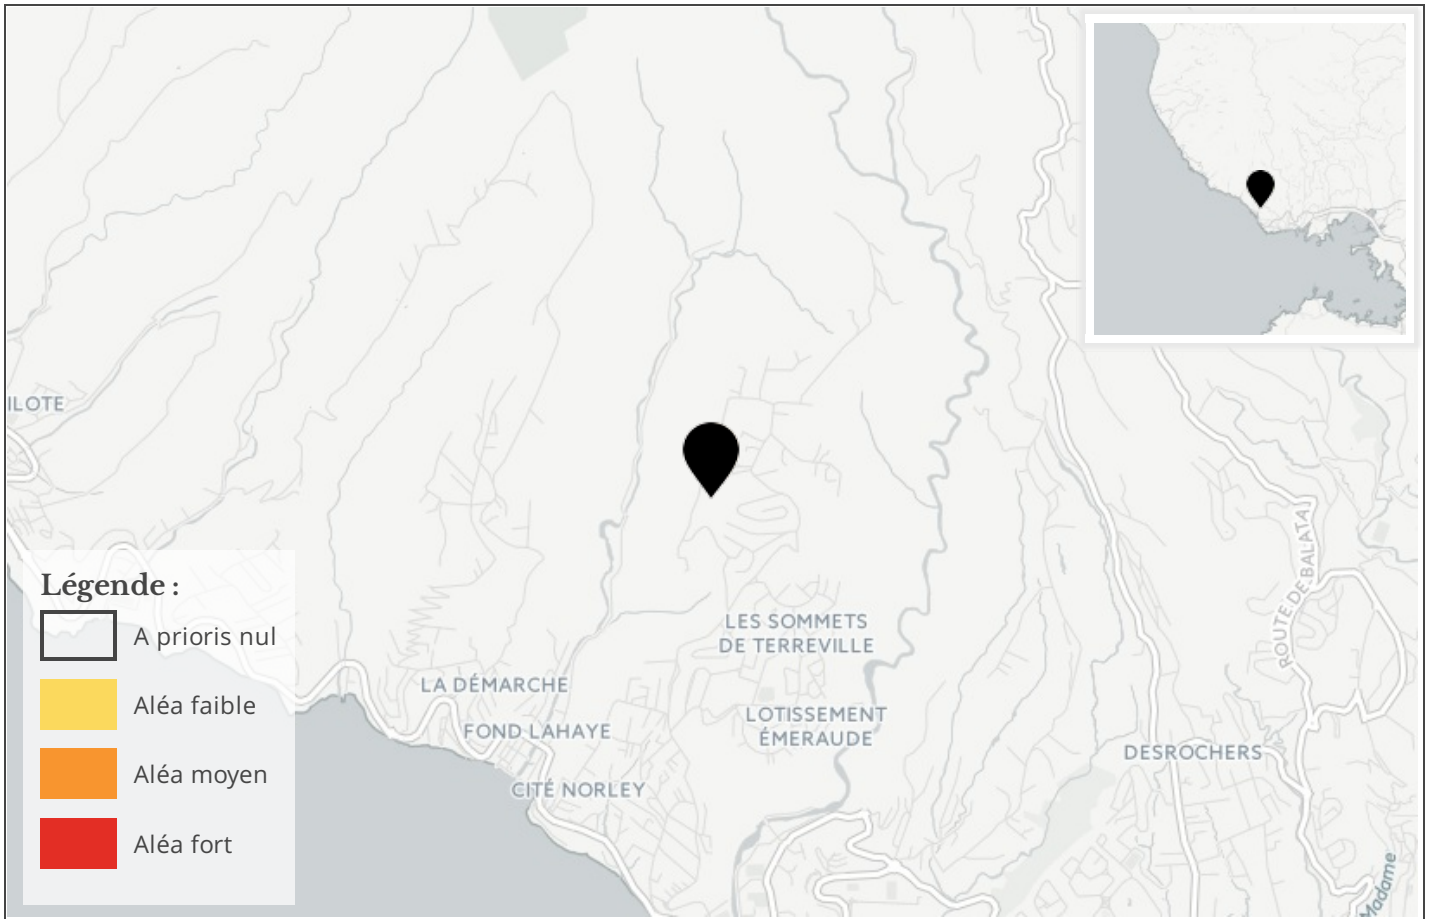 ILOTE
Légende :
A prioris nul
Aléa faible
Aléa moyen
Aléa fort
LES SOMMETS
DE TERREVILLE
LA DÉMARCHE
FOND LAHAYE
LOTISSEMENT
ÉMERAUDE
CITÉ NORLEY
DESROCHERS
ROUTE DE BALATA
Madame